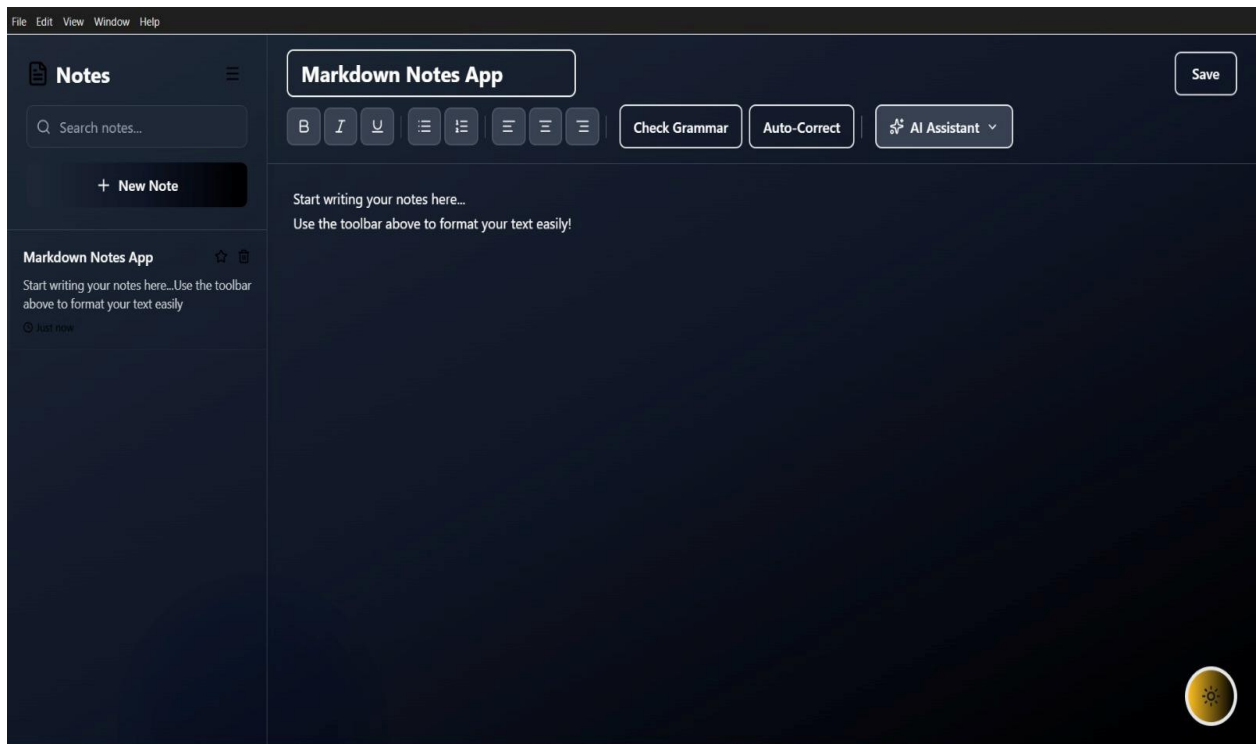 File Edit View Window Help
Notes
Search notes...
+ New Note
Markdown Notes App
Start writing your notes here...Use the toolbar
above to format your text easily
Just now
Markdown Notes App
Save
B I U
Check Grammar
Auto-Correct
AI Assistant
Start writing your notes here...
Use the toolbar above to format your text easily!